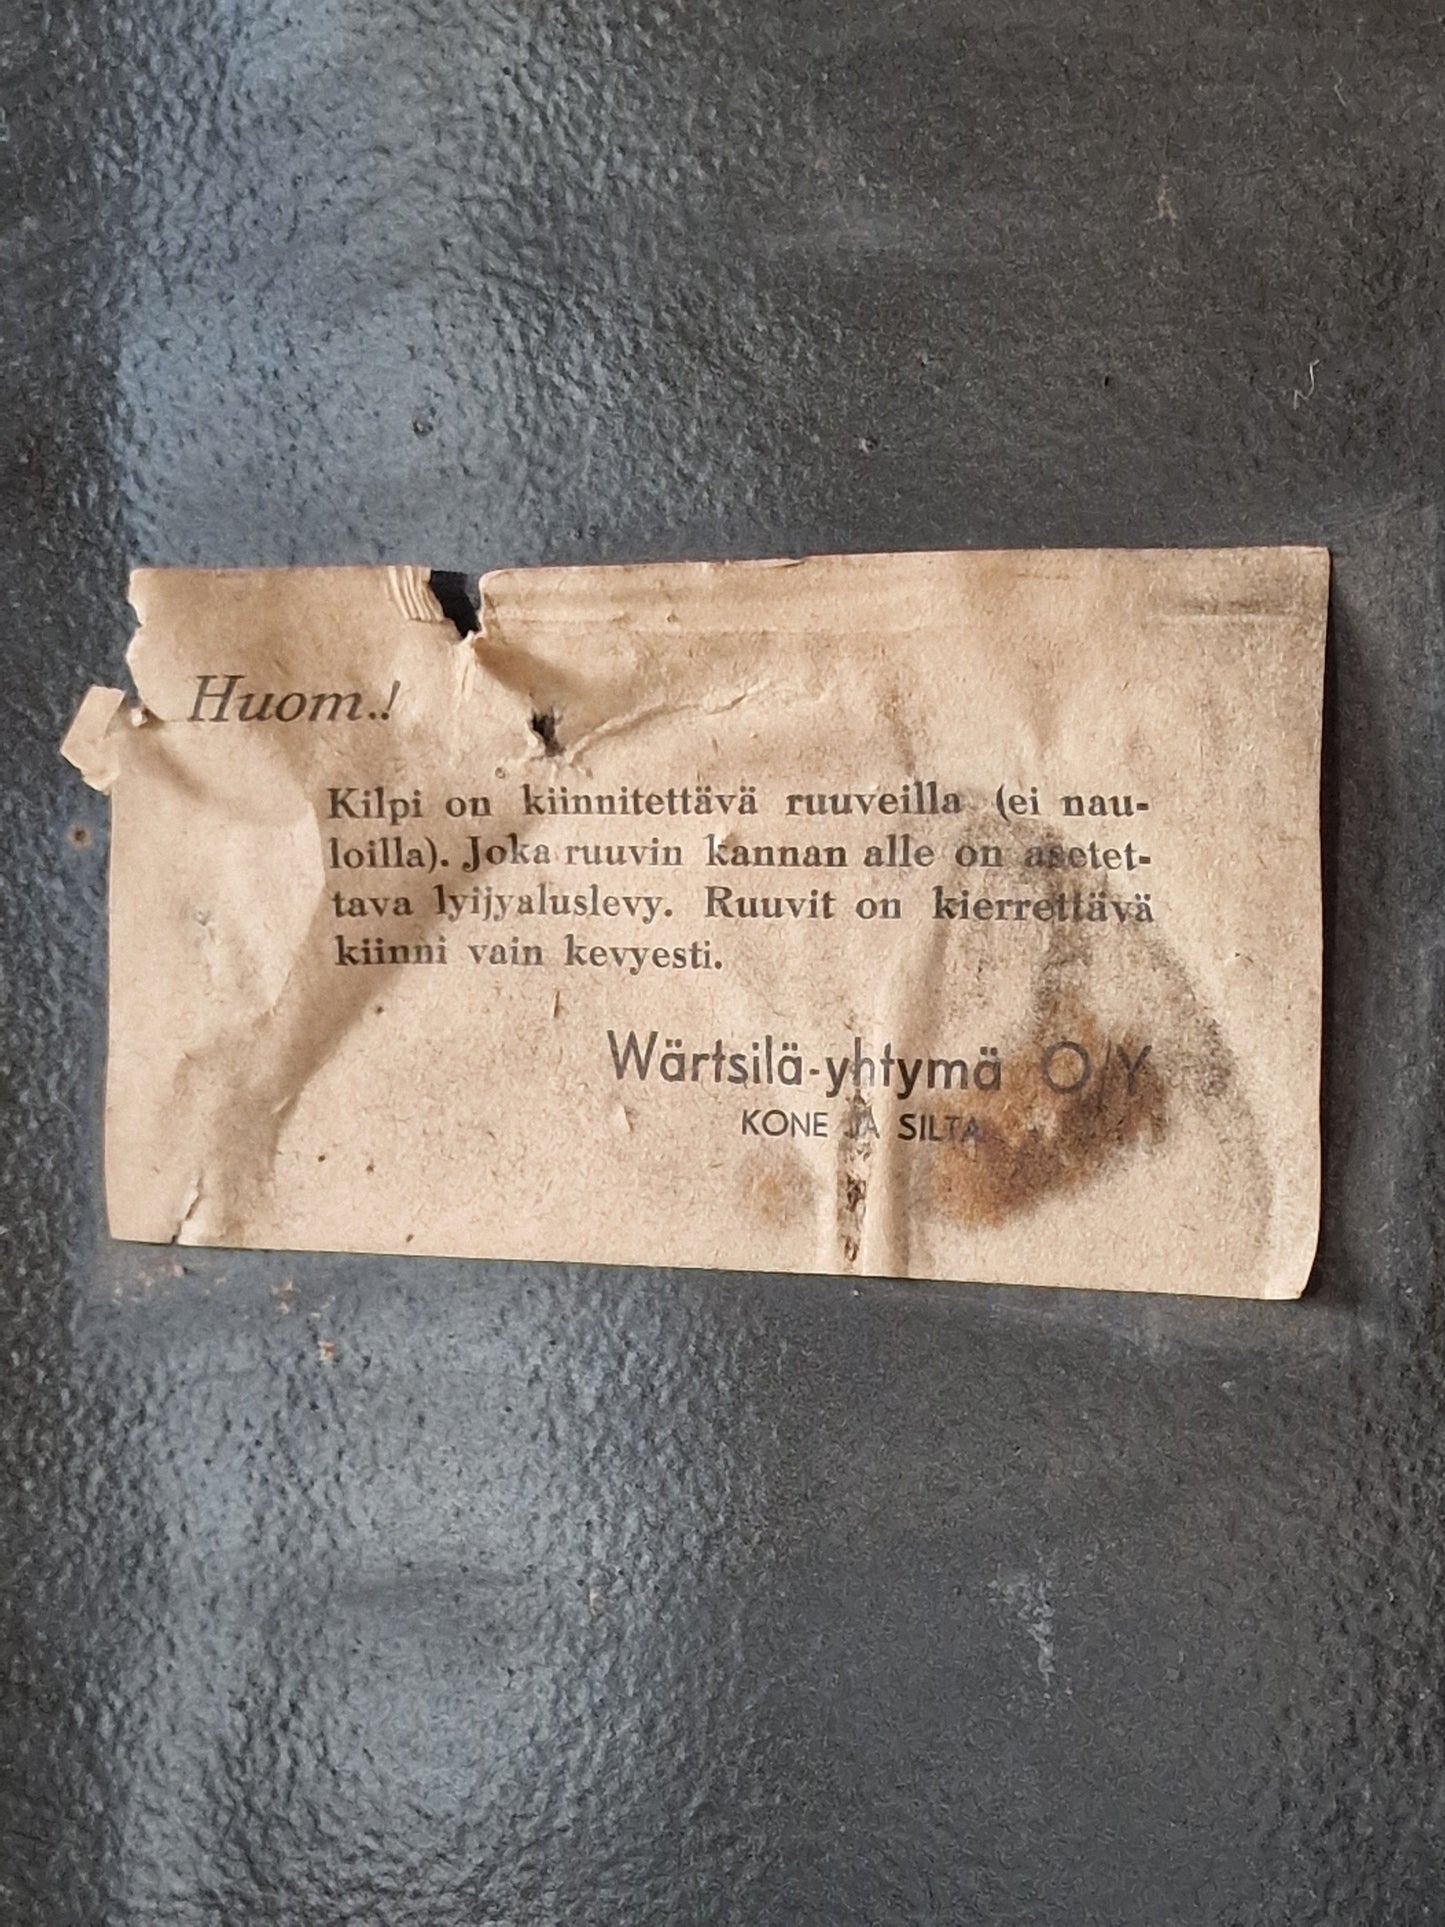 Huom.!
Kilpi on kiinnitettävä ruuveilla (ei nau-
loilla). Joka ruuvin kannan alle on asetet-
tava lyijyaluslevy. Ruuvit on kierrettävä
kiinni vain kevyesti.
Wärtsilä-yhtymä O/Y
KONE JA SILTA